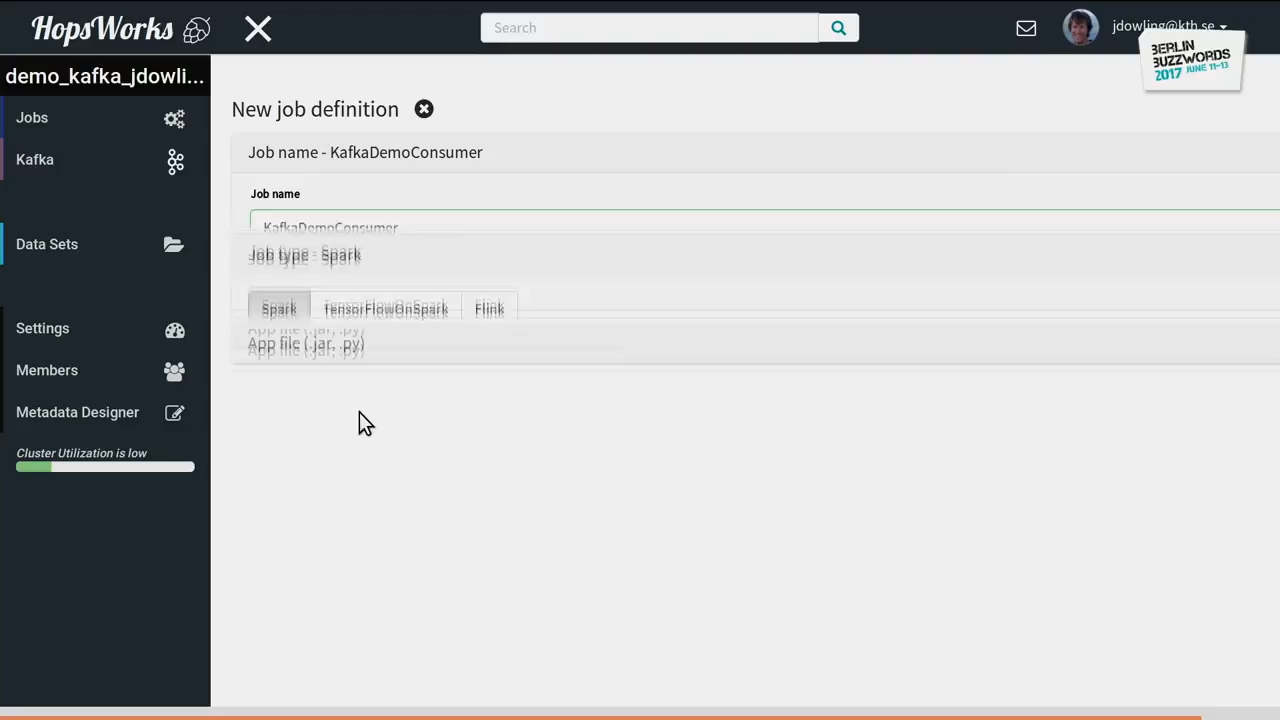 HopsWorks
Search
jdowling@kth.se
BERLIN
BUZZWORDS
2017 JUNE 11-13
demo_kafka_jdowli...
Jobs
Kafka
Data Sets
Settings
Members
Metadata Designer
Cluster Utilization is low
New job definition
Job name - KafkaDemoConsumer
Job name
KafkaDemoConsumer
Job type - Spark
Spark TensorFlowOnSpark Flink
App file (.jar, .py)